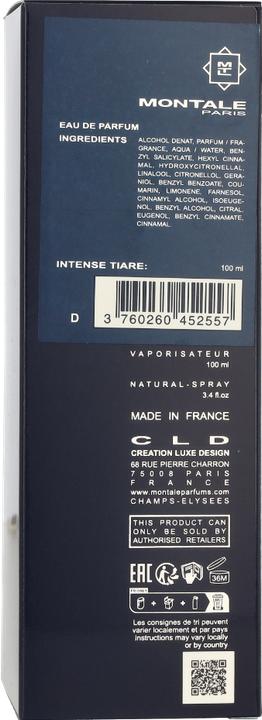 MONTALE
PARIS
EAU DE PARFUM
INGREDIENTS
ALCOHOL DENAT, PARFUM / FRA-
GRANCE, AQUA / WATER, BEN-
ZYL SALICYLATE, HEXYL CINNA-
MAL, HYDROXYCITRONELLAL,
LINALOOL, CITRONELLOL, GERA-
NIOL, BENZYL BENZOATE, COU-
MARIN, LIMONENE, FARNESOL,
CINNAMYL ALCOHOL, ISOEUGE-
NOL, BENZYL ALCOHOL, CITRAL
EUGENOL, BENZYL CINNAMATE,
CINNAMAL
INTENSE TIARE: 100 ml
D 3 760260 452557
VAPORISATEUR
100 ml
NATURAL-SPRAY
3.4 fl.oz
MADE IN FRANCE
CLD
CREATION LUXE DESIGN
68 RUE PIERRE CHARRON
75008 PARIS
FRANCE
www.montaleparfums.com
CHAMPS-ELYSEES
THIS PRODUCT CAN
ONLY BE SOLD BY
AUTHORISED RETAILERS
EAC 36M
+ +
Les consignes de tri peuvent
varier localement et par pays
Instructions may vary locally
or by country